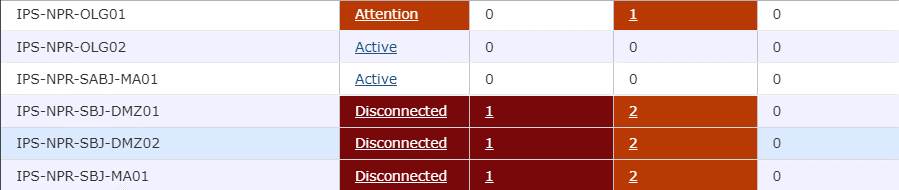 IPS-NPR-OLG01 Attention 0 1 0
IPS-NPR-OLG02 Active 0 0 0
IPS-NPR-SABJ-MA01 Active 0 0 0
IPS-NPR-SBJ-DMZ01 Disconnected 1 2 0
IPS-NPR-SBJ-DMZ02 Disconnected 1 2 0
IPS-NPR-SBJ-MA01 Disconnected 1 2 0